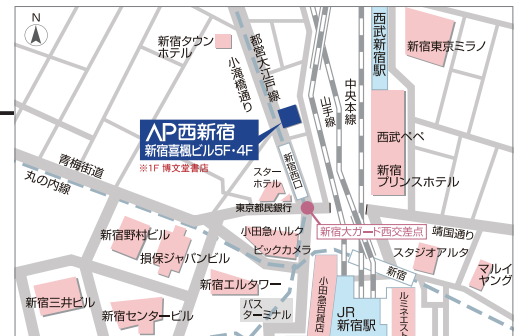 N
新宿タウン
ホテル
都営大江戸線
小滝橋通り
西武新宿駅
新宿東京ミラノ
中央本線
山手線
AP西新宿
新宿喜楓ビル5F・4F
※1F 博文堂書店
西武ペペ
新宿
プリンスホテル
新宿西口
青梅街道
丸の内線
スター
ホテル
東京都民銀行
新宿大ガード西交差点
靖国通り
新宿野村ビル
損保ジャパンビル
小田急ハルク
ビックカメラ
スタジオアルタ
新宿
マルイ
ヤング
新宿三井ビル
新宿エルタワー
新宿センタービル
バス
ターミナル
小田急百貨店
JR
新宿駅
ルミネエスト